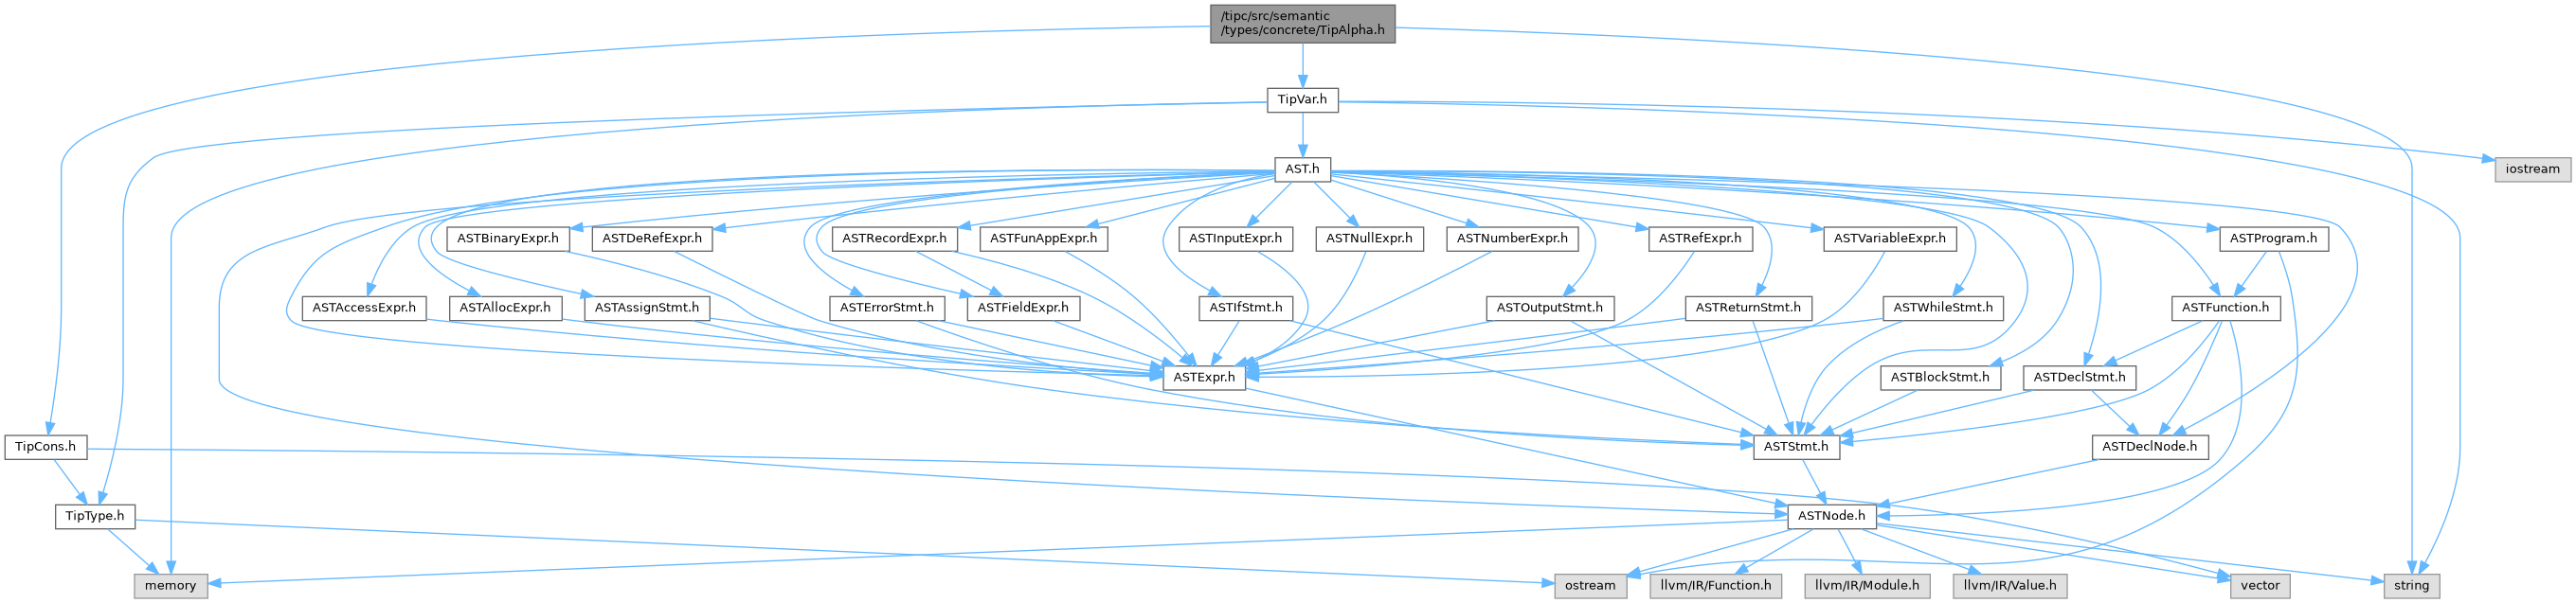 /tipc/src/semantic
/types/concrete/TipAlpha.h
TipVar.h
AST.h
iostream
ASTBinaryExpr.h
ASTDeRefExpr.h
ASTRecordExpr.h
ASTFunAppExpr.h
ASTInputExpr.h
ASTNullExpr.h
ASTNumberExpr.h
ASTRefExpr.h
ASTVariableExpr.h
ASTProgram.h
ASTAccessExpr.h
ASTAllocExpr.h
ASTAssignStmt.h
ASTErrorStmt.h
ASTFieldExpr.h
ASTIfStmt.h
ASTOutputStmt.h
ASTReturnStmt.h
ASTWhileStmt.h
ASTFunction.h
ASTExpr.h
ASTBlockStmt.h
ASTDeclStmt.h
TipCons.h
ASTStmt.h
ASTDeclNode.h
TipType.h
ASTNode.h
memory
ostream
llvm/IR/Function.h
llvm/IR/Module.h
llvm/IR/Value.h
vector
string